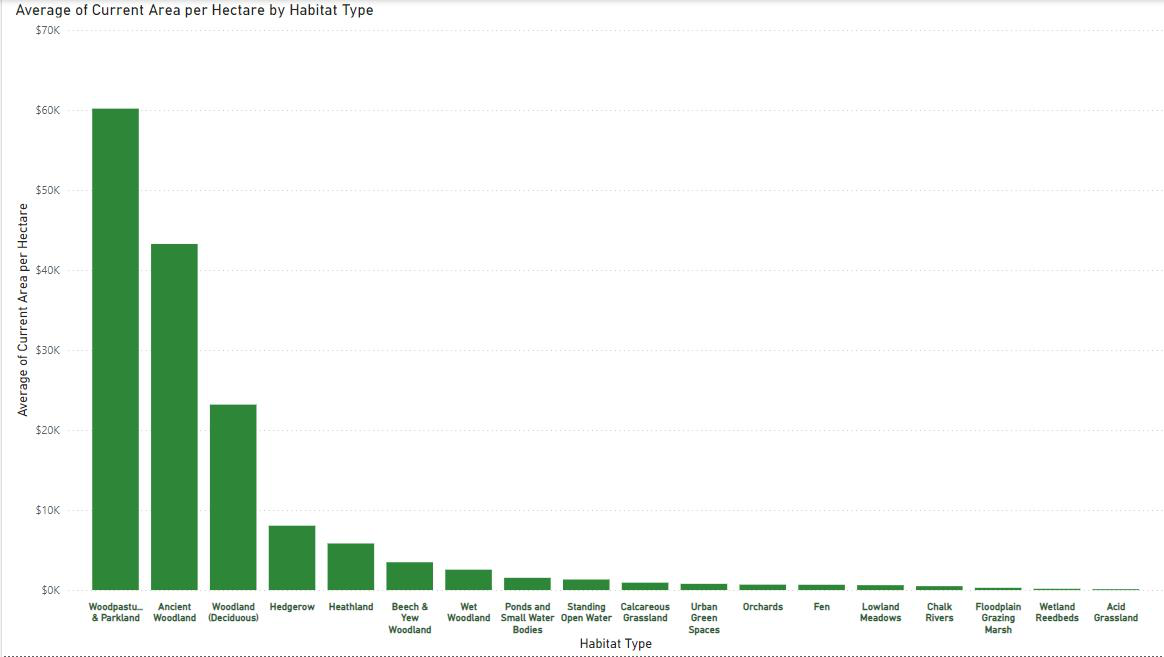 Average of Current Area per Hectare by Habitat Type
$70K
$60K
$50K
$40K
$30K
$20K
$10K
$0K
Average of Current Area per Hectare
Woodpastu...
& Parkland
Ancient
Woodland
Woodland
(Deciduous)
Hedgerow
Heathland
Beech &
Yew
Woodland
Wet
Woodland
Ponds and
Small Water
Bodies
Standing
Open Water
Calcareous
Grassland
Urban
Green
Spaces
Orchards
Fen
Lowland
Meadows
Chalk
Rivers
Floodplain
Grazing
Marsh
Wetland
Reedbeds
Acid
Grassland
Habitat Type